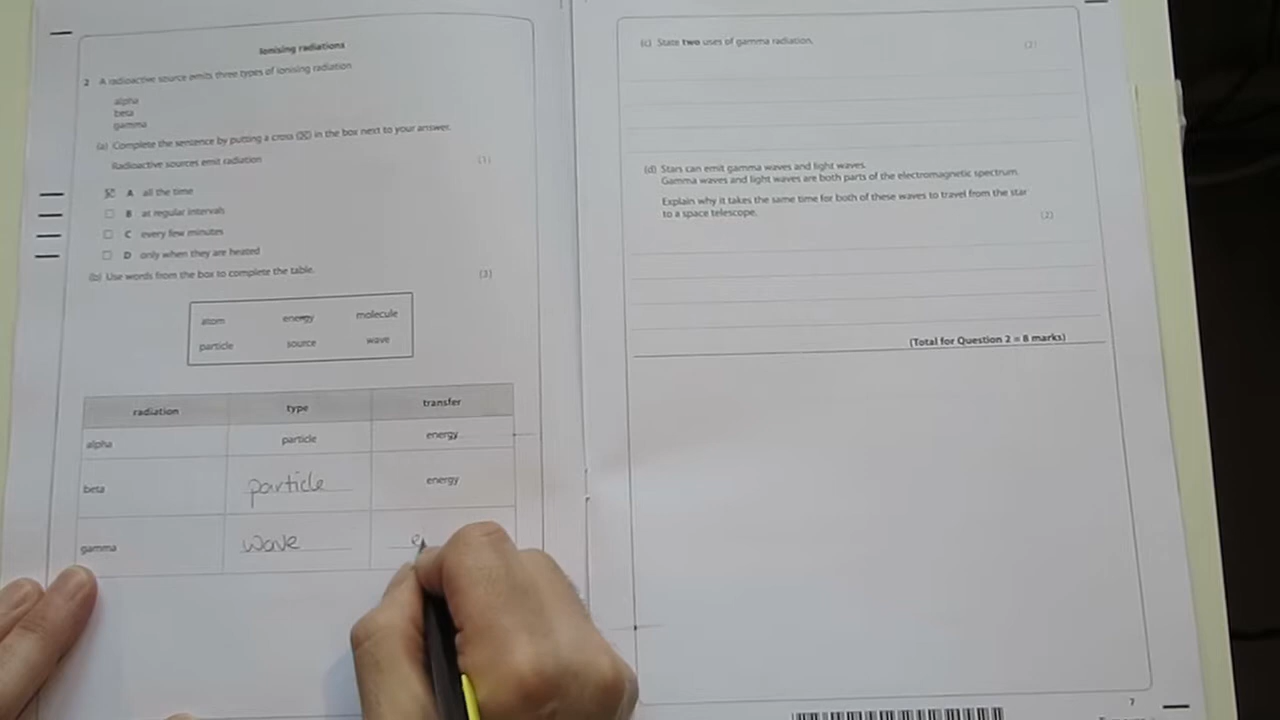 Ionising radiations
2 A radioactive source emits three types of ionising radiation
alpha
beta
gamma
(a) Complete the sentence by putting a cross (☒) in the box next to your answer.
(1)
Radioactive sources emit radiation
A all the time
B at regular intervals
C every few minutes
D only when they are heated
(b) Use words from the box to complete the table.
(3)
atom energy molecule
particle source wave
radiation type transfer
alpha particle energy
beta particle energy
gamma wave e
(c) State two uses of gamma radiation.
(2)
(d) Stars can emit gamma waves and light waves.
Gamma waves and light waves are both parts of the electromagnetic spectrum.
Explain why it takes the same time for both of these waves to travel from the star
to a space telescope.
(2)
(Total for Question 2 = 8 marks)
7